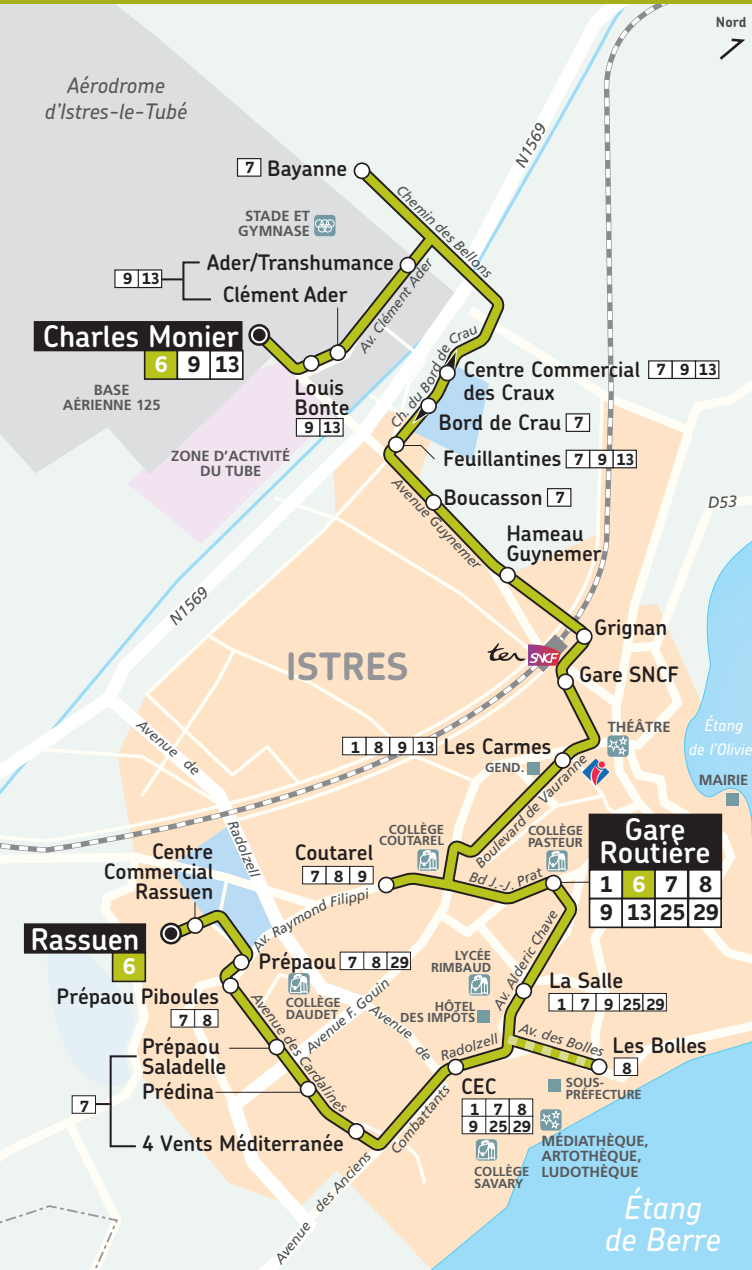 Nord
Aérodrome
d'Istres-le-Tubé
N1569
7 Bayanne
Chemin des Bellons
STADE ET
GYMNASE
9 13
Ader/Transhumance
Clément Ader
Av. Clément Ader
Charles Monier
6 9 13
BASE
AÉRIENNE 125
Louis
Bonte
9 13
Ch. du Bord de Crau
Centre Commercial 7 9 13
des Craux
Bord de Crau 7
Feuillantines 7 9 13
ZONE D'ACTIVITÉ
DU TUBE
Boucasson 7
Avenue Guynemer
D53
Hameau
Guynemer
N1569
Grignan
ter SNCF
ISTRES
Gare SNCF
Avenue de
Radolzell
THÉÂTRE
Étang
de l'Olivie
1 8 9 13 Les Carmes
GEND.
Boulevard de Vauranne
MAIRIE
Centre
Commercial
Rassuen
Coutarel
7 8 9
COLLÈGE
COUTAREL
COLLÈGE
PASTEUR
Bd J.-J. Prat
Gare
Routière
1 6 7 8
9 13 25 29
Av. Raymond Filippi
Rassuen
6
Prépaou 7 8 29
Prépaou Piboules
7 8
COLLÈGE
DAUDET
Avenue F. Gouin
LYCÉE
RIMBAUD
HÔTEL
DES IMPÔTS
Av. Alderic Chave
La Salle
1 7 9 25 29
Avenue de
Radolzell
Av. des Bolles
Les Bolles
8
Avenue des Cardalines
Prépaou
Saladelle
Prédina
7
4 Vents Méditerranée
CEC
1 7 8
9 25 29
SOUS-
PRÉFECTURE
MÉDIATHÈQUE,
ARTOTHÈQUE,
LUDOTHÈQUE
COLLÈGE
SAVARY
Avenue des Anciens Combattants
Étang
de Berre